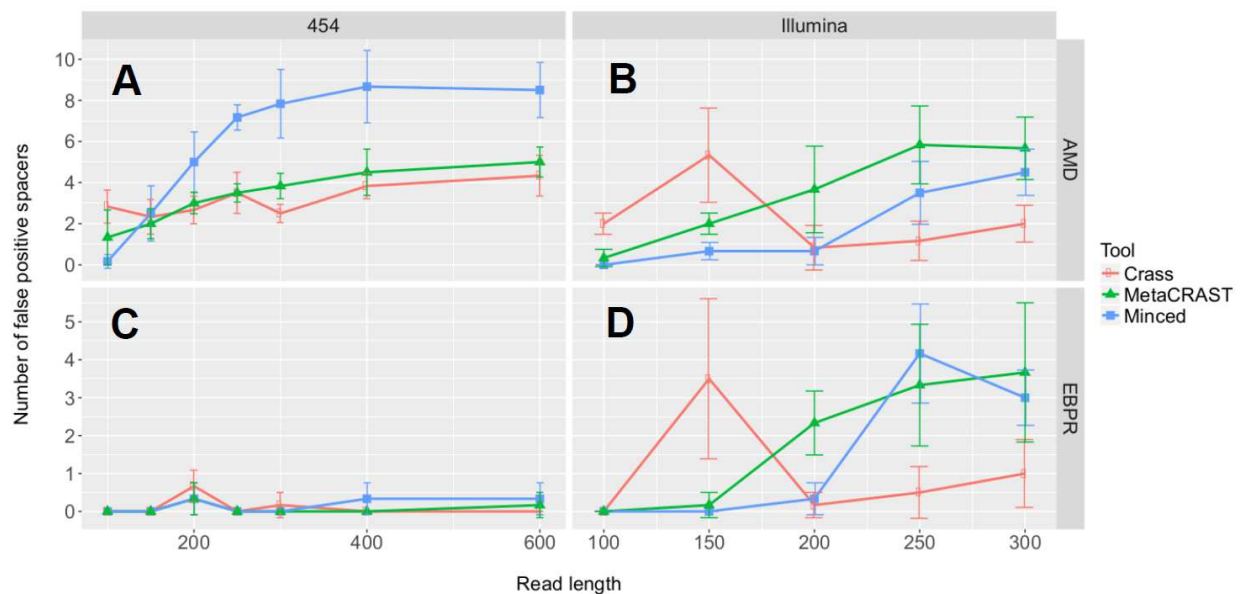 454
Illumina
A
B
10
8
6
4
2
0
AMD
C
D
5
4
3
2
1
0
EBPR
Number of false positive spacers
200
400
600
100
150
200
250
300
Read length
Tool
Crass
MetaCRAST
Minced